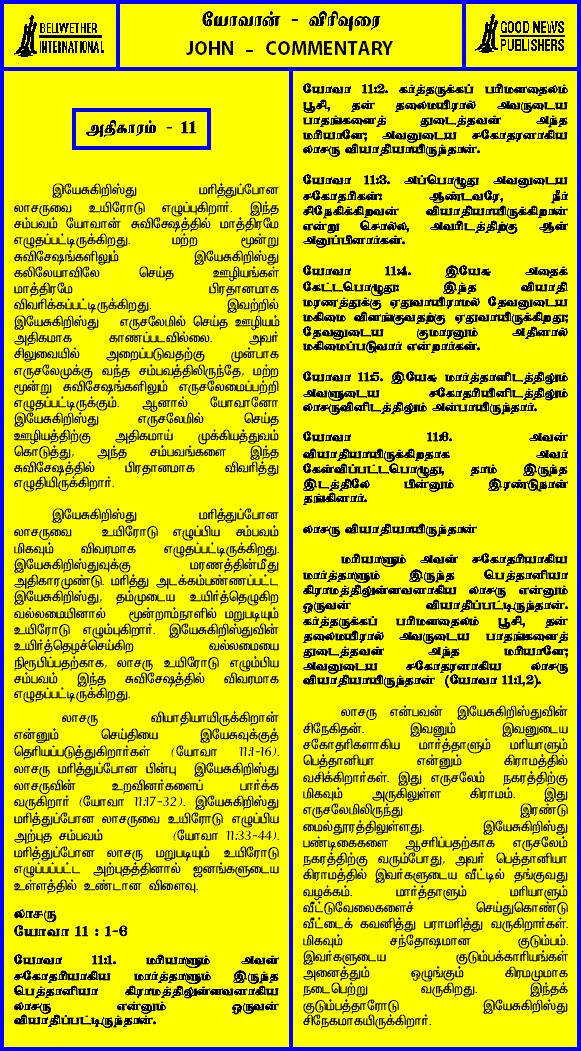 BELWETHER
INTERNATIONAL
யோவான் - விரிவுரை
JOHN - COMMENTARY
GOOD NEWS
PUBLISHERS
அதிகாரம் - 11
இயேசுகிறிஸ்து மரித்துப்போன
லாசருவை உயிரோடு எழுப்புகிறார். இந்த
சம்பவம் யோவான் சுவிசேஷத்தில் மாத்திரமே
எழுதப்பட்டிருக்கிறது. மற்ற மூன்று
சுவிசேஷங்களிலும் இயேசுகிறிஸ்து
கலிலேயாவிலே செய்த ஊழியங்கள்
மாத்திரமே பிரதானமாக
விவரிக்கப்பட்டிருக்கிறது. இவற்றில்
இயேசுகிறிஸ்து எருசலேமில் செய்த ஊழியம்
அதிகமாக காணப்படவில்லை. அவர்
சிலுவையில் அறைப்படுவதற்கு முன்பாக
எருசலேமுக்கு வந்த சம்பவத்திலிருந்தே, மற்ற
மூன்று சுவிசேஷங்களிலும் எருசலேமைப்பற்றி
எழுதப்பட்டிருக்கும். ஆனால் யோவானோ
இயேசுகிறிஸ்து எருசலேமில் செய்த
ஊழியத்திற்கு அதிகமாய் முக்கியத்துவம்
கொடுத்து, அந்த சம்பவங்களை இந்த
சுவிசேஷத்தில் பிரதானமாக விவரித்து
எழுதியிருக்கிறார்.
இயேசுகிறிஸ்து மரித்துப்போன
லாசருவை உயிரோடு எழுப்பிய சம்பவம்
மிகவும் விவரமாக எழுதப்பட்டிருக்கிறது.
இயேசுகிறிஸ்துவுக்கு மரணத்தின்மீது
அதிகாரமுண்டு. மரித்து அடக்கம்பண்ணப்பட்ட
இயேசுகிறிஸ்து, தம்முடைய உயிர்த்தெழுகிற
வல்லமையினால் மூன்றாம்நாளில் மறுபடியும்
உயிரோடு எழும்புகிறார். இயேசுகிறிஸ்துவின்
உயிர்த்தெழச்செய்கிற வல்லமையை
நிரூபிப்பதற்காக, லாசரு உயிரோடு எழும்பிய
சம்பவம் இந்த சுவிசேஷத்தில் விவரமாக
எழுதப்பட்டிருக்கிறது.
லாசரு வியாதியாயிருக்கிறான்
என்னும் செய்தியை இயேசுவுக்குத்
தெரியப்படுத்துகிறார்கள் (யோவா 11:1-16).
லாசரு மரித்துப்போன பின்பு இயேசுகிறிஸ்து
லாசருவின் உறவினர்களைப் பார்க்க
வருகிறார் (யோவா 11:17-32). இயேசுகிறிஸ்து
மரித்துப்போன லாசருவை உயிரோடு எழுப்பிய
அற்புத சம்பவம் (யோவா 11:33-44).
மரித்துப்போன லாசரு மறுபடியும் உயிரோடு
எழுப்பப்பட்ட அற்புதத்தினால் ஜனங்களுடைய
உள்ளத்தில் உண்டான விளைவு.
லாசரு
யோவா 11 : 1-6
யோவா 11:1. மரியாளும் அவள்
சகோதரியாகிய மார்த்தாளும் இருந்த
பெத்தானியா கிராமத்திலுள்ளவனாகிய
லாசரு என்னும் ஒருவன்
வியாதிப்பட்டிருந்தான்.
யோவா 11:2. கர்த்தருக்கப் பரிமளதைலம்
பூசி, தன் தலைமயிரால் அவருடைய
பாதங்களைத் துடைத்தவள் அந்த
மரியாளே; அவளுடைய சகோதரனாகிய
லாசரு வியாதியாயிருந்தான்.
யோவா 11:3. அப்பொழுது அவனுடைய
சகோதரிகள்: ஆண்டவரே, நீர்
சிநேகிக்கிறவன் வியாதியாயிருக்கிறான்
என்று சொல்ல, அவரிடத்திற்கு ஆள்
அனுப்பினார்கள்.
யோவா 11:4. இயேசு அதைக்
கேட்டபொழுது: இந்த வியாதி
மரணத்துக்கு ஏதுவாயிராமல் தேவனுடைய
மகிமை விளங்குவதற்கு ஏதுவாயிருக்கிறது;
தேவனுடைய குமாரனும் அதினால்
மகிமைப்படுவார் என்றார்கள்.
யோவா 11:5. இயேசு மார்த்தாளிடத்திலும்
அவளுடைய சகோதரியினிடத்திலும்
லாசருவினிடத்திலும் அன்பாயிருந்தார்.
யோவா 11:6. அவன்
வியாதியாயிருக்கிறதாக அவர்
கேள்விப்பட்டபொழுது, தாம் இருந்த
இடத்திலே பின்னும் இரண்டுநாள்
தங்கினார்.
லாசரு வியாதியாயிருந்தான்
மரியாளும் அவள் சகோதரியாகிய
மார்த்தாளும் இருந்த பெத்தானியா
கிராமத்திலுள்ளவனாகிய லாசரு என்னும்
ஒருவன் வியாதிப்பட்டிருந்தான்.
கர்த்தருக்கப் பரிமளதைலம் பூசி, தன்
தலைமயிரால் அவருடைய பாதங்களைத்
துடைத்தவள் அந்த மரியாளே;
அவளுடைய சகோதரனாகிய லாசரு
வியாதியாயிருந்தான் (யோவா 11:1,2).
லாசரு என்பவன் இயேசுகிறிஸ்துவின்
சிநேகிதன். இவனும் இவனுடைய
சகோதரிகளாகிய மார்த்தாளும் மரியாளும்
பெத்தானியா என்னும் கிராமத்தில்
வசிக்கிறார்கள். இது எருசலேம் நகரத்திற்கு
மிகவும் அருகிலுள்ள கிராமம். இது
எருசலேமிலிருந்து இரண்டு
மைல்தூரத்திலுள்ளது. இயேசுகிறிஸ்து
பண்டிகைகளை ஆசரிப்பதற்காக எருசலேம்
நகரத்திற்கு வரும்போது, அவர் பெத்தானியா
கிராமத்தில் இவர்களுடைய வீட்டில் தங்குவது
வழக்கம். மார்த்தாளும் மரியாளும்
வீட்டுவேலைகளைச் செய்துகொண்டு
வீட்டைக் கவனித்து பராமரித்து வருகிறார்கள்.
மிகவும் சந்தோஷமான குடும்பம்.
இவர்களுடைய குடும்பக்காரியங்கள்
அனைத்தும் ஒழுங்கும் கிரமமுமாக
நடைபெற்று வருகிறது. இந்தக்
குடும்பத்தாரோடு இயேசுகிறிஸ்து
சிநேகமாகயிருக்கிறார்.